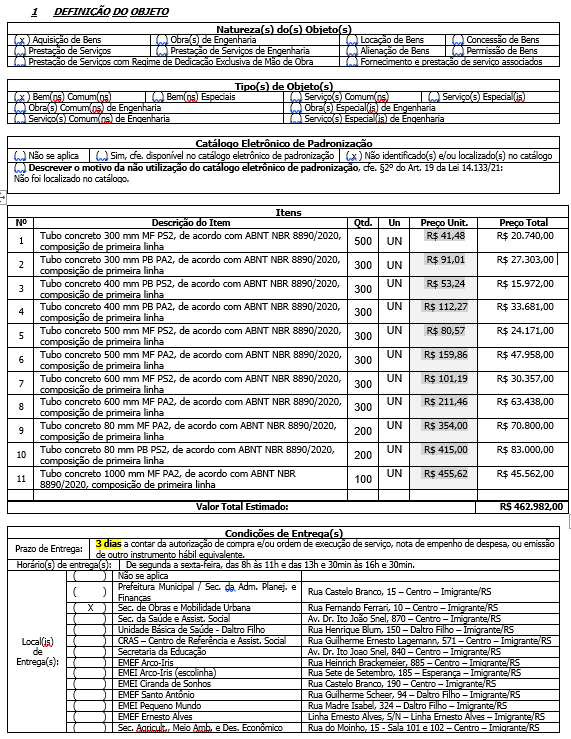 1 DEFINIÇÃO DO OBJETO
Natureza(s) do(s) Objeto(s)
(x) Aquisição de Bens ( ) Obra(s) de Engenharia ( ) Locação de Bens ( ) Concessão de Bens
( ) Prestação de Serviços ( ) Prestação de Serviços de Engenharia ( ) Alienação de Bens ( ) Permissão de Bens
( ) Prestação de Serviços com Regime de Dedicação Exclusiva de Mão de Obra ( ) Fornecimento e prestação de serviço associados
Tipo(s) de Objeto(s)
(x) Bem(ns) Comum(ns) ( ) Bem(ns) Especiais ( ) Serviço(s) Comum(ns) ( ) Serviço(s) Especial(is)
( ) Obra(s) Comum(ns) de Engenharia ( ) Obra(s) Especial(is) de Engenharia
( ) Serviço(s) Comum(ns) de Engenharia ( ) Serviço(s) Especial(is) de Engenharia
Catálogo Eletrônico de Padronização
( ) Não se aplica ( ) Sim, cfe. disponível no catálogo eletrônico de padronização (x) Não identificado(s) e/ou localizado(s) no catálogo
( ) Descrever o motivo da não utilização do catálogo eletrônico de padronização, cfe. §2º do Art. 19 da Lei 14.133/21:
Não foi localizado no catálogo.
Itens
Nº Descrição do Item Qtd. Un Preço Unit. Preço Total
1 Tubo concreto 300 mm MF PS2, de acordo com ABNT NBR 8890/2020, composição de primeira linha 500 UN R$ 41,48 R$ 20.740,00
2 Tubo concreto 300 mm PB PA2, de acordo com ABNT NBR 8890/2020, composição de primeira linha 300 UN R$ 91,01 R$ 27.303,00
3 Tubo concreto 400 mm PB PS2, de acordo com ABNT NBR 8890/2020, composição de primeira linha 300 UN R$ 53,24 R$ 15.972,00
4 Tubo concreto 400 mm PB PA2, de acordo com ABNT NBR 8890/2020, composição de primeira linha 300 UN R$ 112,27 R$ 33.681,00
5 Tubo concreto 500 mm MF PS2, de acordo com ABNT NBR 8890/2020, composição de primeira linha 300 UN R$ 80,57 R$ 24.171,00
6 Tubo concreto 500 mm MF PA2, de acordo com ABNT NBR 8890/2020, composição de primeira linha 300 UN R$ 159,86 R$ 47.958,00
7 Tubo concreto 600 mm MF PS2, de acordo com ABNT NBR 8890/2020, composição de primeira linha 300 UN R$ 101,19 R$ 30.357,00
8 Tubo concreto 600 mm MF PA2, de acordo com ABNT NBR 8890/2020, composição de primeira linha 300 UN R$ 211,46 R$ 63.438,00
9 Tubo concreto 80 mm MF PA2, de acordo com ABNT NBR 8890/2020, composição de primeira linha 200 UN R$ 354,00 R$ 70.800,00
10 Tubo concreto 80 mm PB PS2, de acordo com ABNT NBR 8890/2020, composição de primeira linha 200 UN R$ 415,00 R$ 83.000,00
11 Tubo concreto 1000 mm MF PA2, de acordo com ABNT NBR 8890/2020, composição de primeira linha 100 UN R$ 455,62 R$ 45.562,00
Valor Total Estimado: R$ 462.982,00
Condições de Entrega(s)
Prazo de Entrega: 3 dias a contar da autorização de compra e/ou ordem de execução de serviço, nota de empenho de despesa, ou emissão de outro instrumento hábil equivalente.
Horário(s) de entrega(s): De segunda a sexta-feira, das 8h às 11h e das 13h e 30min às 16h e 30min.
Local(is) de Entrega(s):
( ) Não se aplica
( ) Prefeitura Municipal / Sec. da Adm. Planej. e Finanças Rua Castelo Branco, 15 – Centro – Imigrante/RS
( X ) Sec. de Obras e Mobilidade Urbana Rua Fernando Ferrari, 10 – Centro – Imigrante/RS
( ) Sec. da Saúde e Assist. Social Av. Dr. Ito João Snel, 870 – Centro – Imigrante/RS
( ) Unidade Básica de Saúde - Daltro Filho Rua Henrique Blum, 150 – Daltro Filho – Imigrante/RS
( ) CRAS – Centro de Referência e Assist. Social Rua Guilherme Ernesto Lagemann, 571 – Centro – Imigrante/RS
( ) Secretaria da Educação Av. Dr. Ito Joao Snel, 840 – Centro – Imigrante/RS
( ) EMEF Arco-Iris Rua Heinrich Brackemeier, 885 – Centro – Imigrante/RS
( ) EMEI Arco-Iris (escolinha) Rua Sete de Setembro, 185 – Esperança – Imigrante/RS
( ) EMEI Ciranda de Sonhos Rua Castelo Branco, 190 – Centro – Imigrante/RS
( ) EMEF Santo Antônio Rua Guilherme Scheer, 94 – Daltro Filho – Imigrante/RS
( ) EMEI Pequeno Mundo Rua Madre Isabel, 324 – Daltro Filho – Imigrante/RS
( ) EMEF Ernesto Alves Linha Ernesto Alves, S/N – Linha Ernesto Alves – Imigrante/RS
( ) Sec. Agricult., Meio Amb. e Des. Econômico Rua do Moinho, 15 - Sala 101 e 102 – Centro - Imigrante/RS